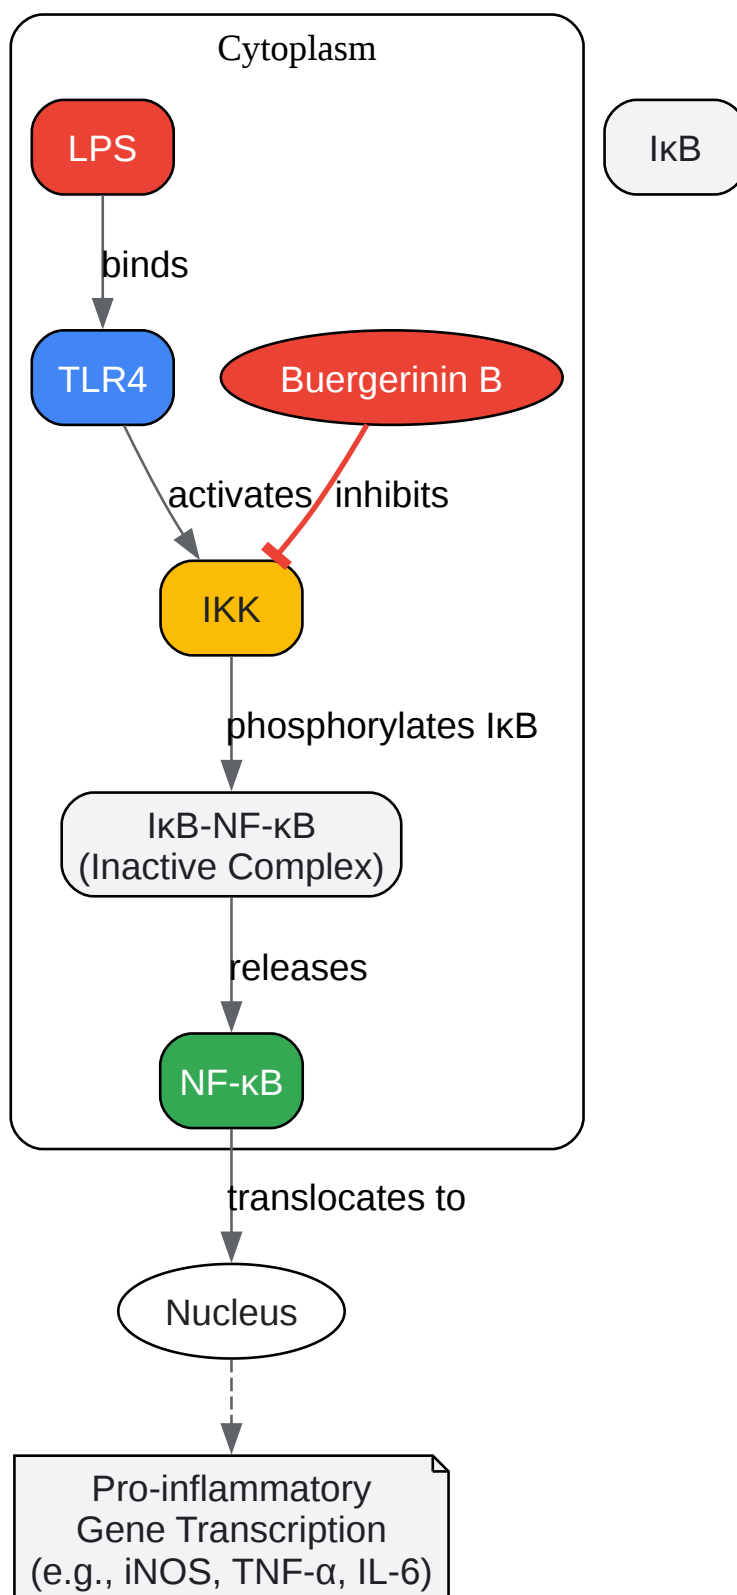 Cytoplasm
LPS
IκB
binds
TLR4
Buergerinin B
activates
inhibits
IKK
phosphorylates IκB
IκB-NF-κB
(Inactive Complex)
releases
NF-κB
translocates to
Nucleus
Pro-inflammatory
Gene Transcription
(e.g., iNOS, TNF-α, IL-6)